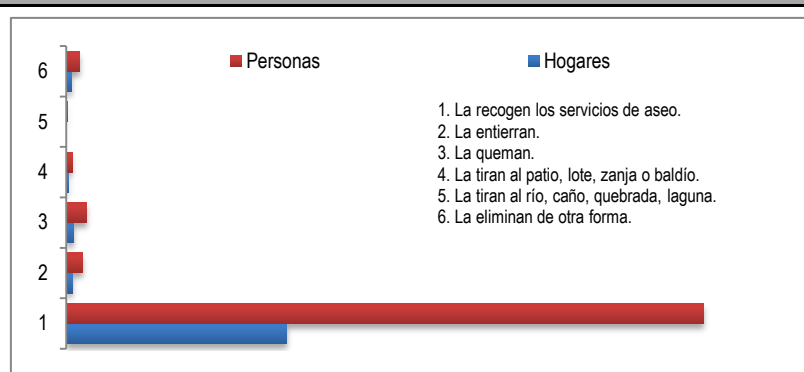 Personas
Hogares
6
5
4
3
2
1
1. La recogen los servicios de aseo.
2. La entierran.
3. La queman.
4. La tiran al patio, lote, zanja o baldío.
5. La tiran al río, caño, quebrada, laguna.
6. La eliminan de otra forma.